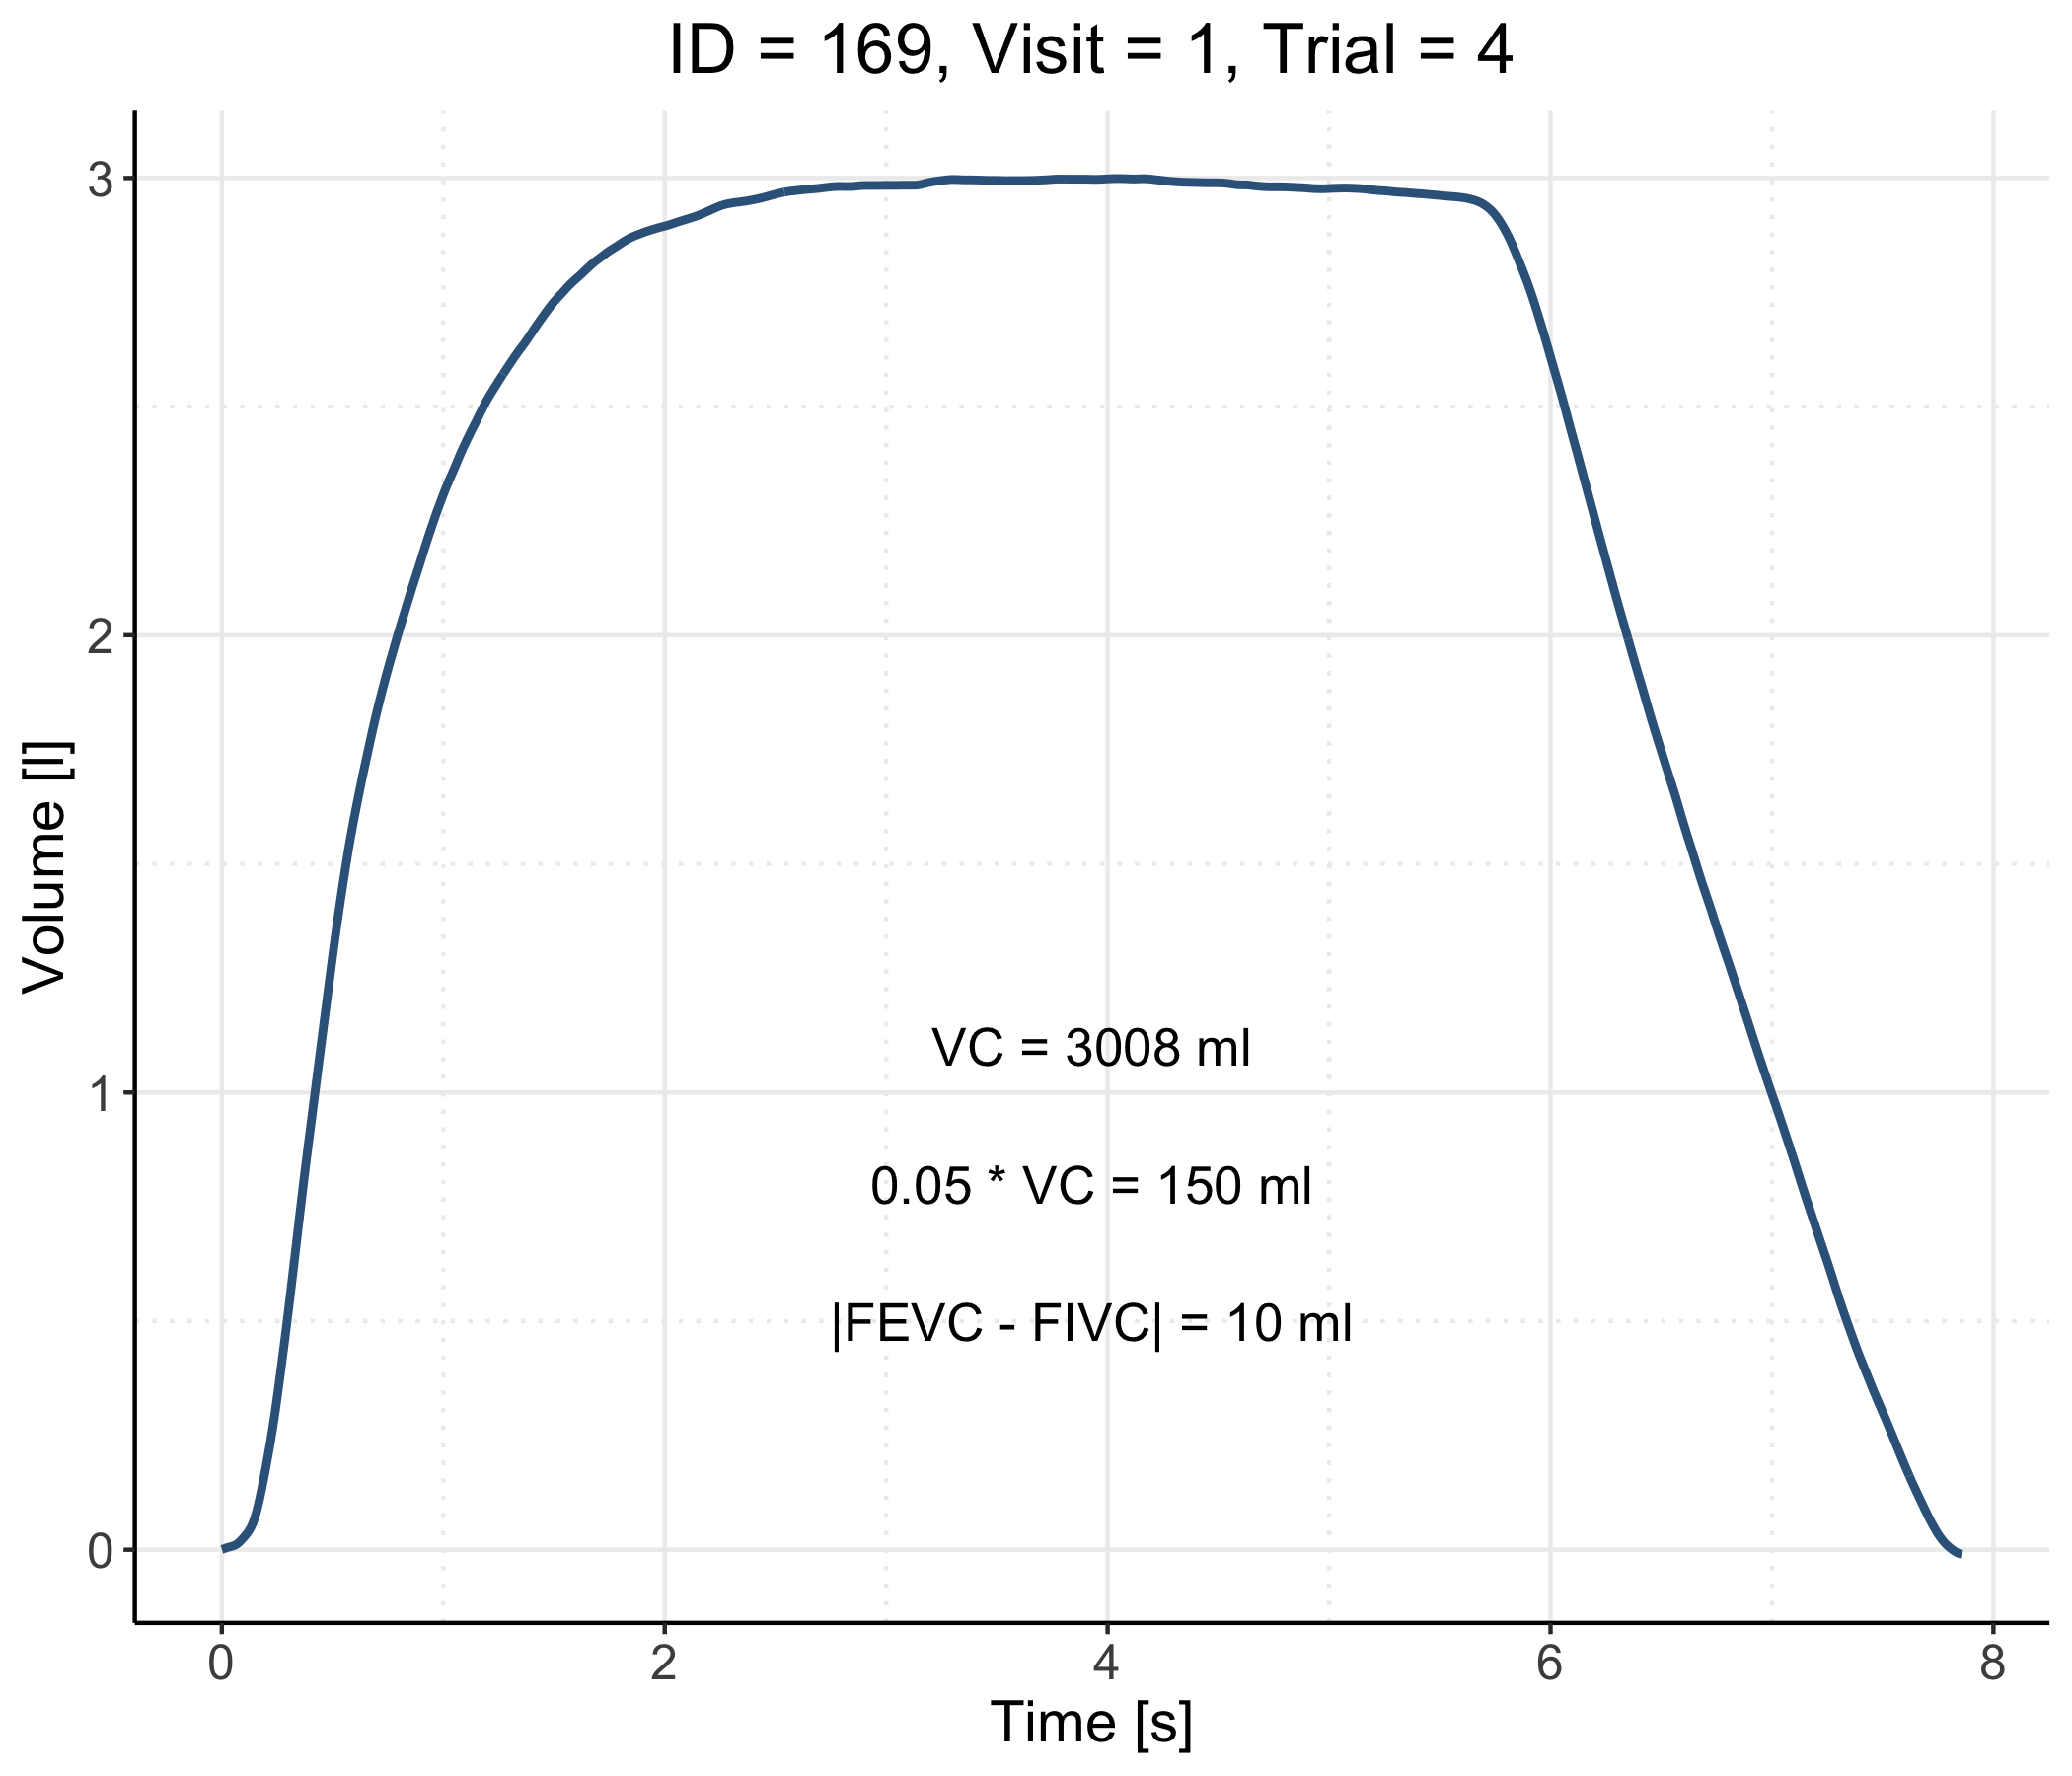 ID = 169, Visit = 1, Trial = 4
3
2
1
0
Volume [l]
VC = 3008 ml
0.05 * VC = 150 ml
|FEVC - FIVC| = 10 ml
0 2 4 6 8
Time [s]